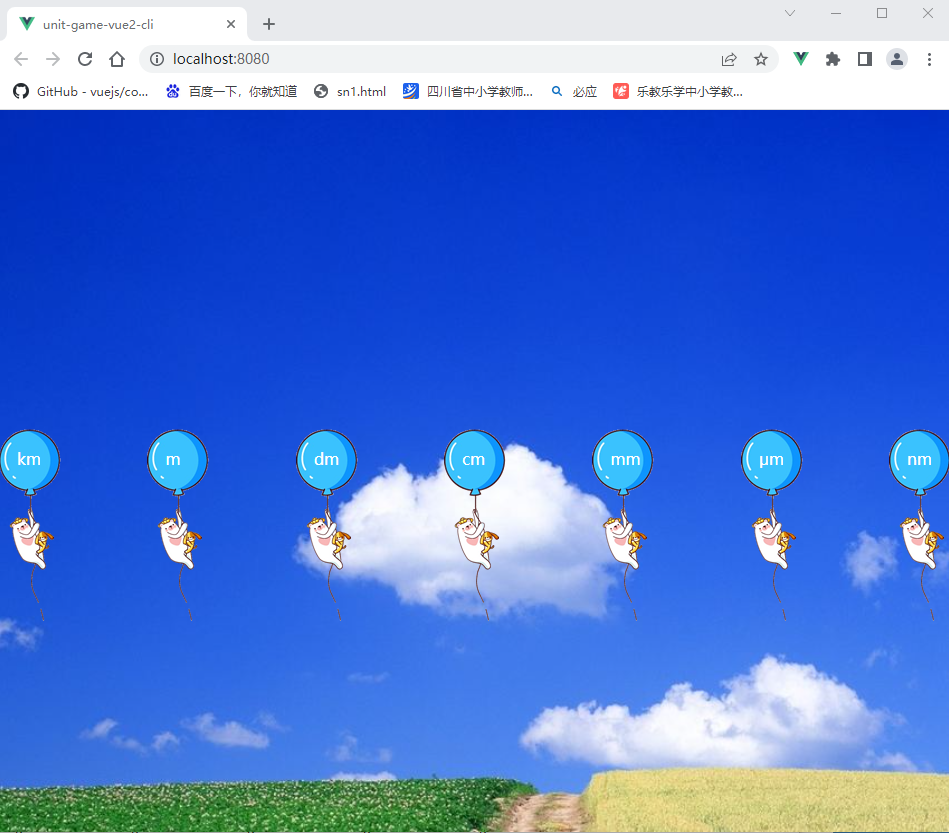 unit-game-vue2-cli
localhost:8080
GitHub - vuejs/co... 百度一下，你就知道 sn1.html 四川省中小学教师... 必应 乐教乐学中小学教...
km m dm cm mm μm nm